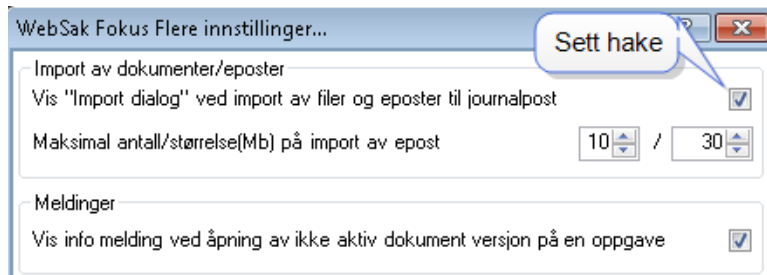 WebSak Fokus Flere innstillinger...
Sett hake
Import av dokumenter/eposter
Vis "Import dialog" ved import av filer og eposter til journalpost
Maksimal antall/størrelse(Mb) på import av epost 10 / 30
Meldinger
Vis info melding ved åpning av ikke aktiv dokument versjon på en oppgave